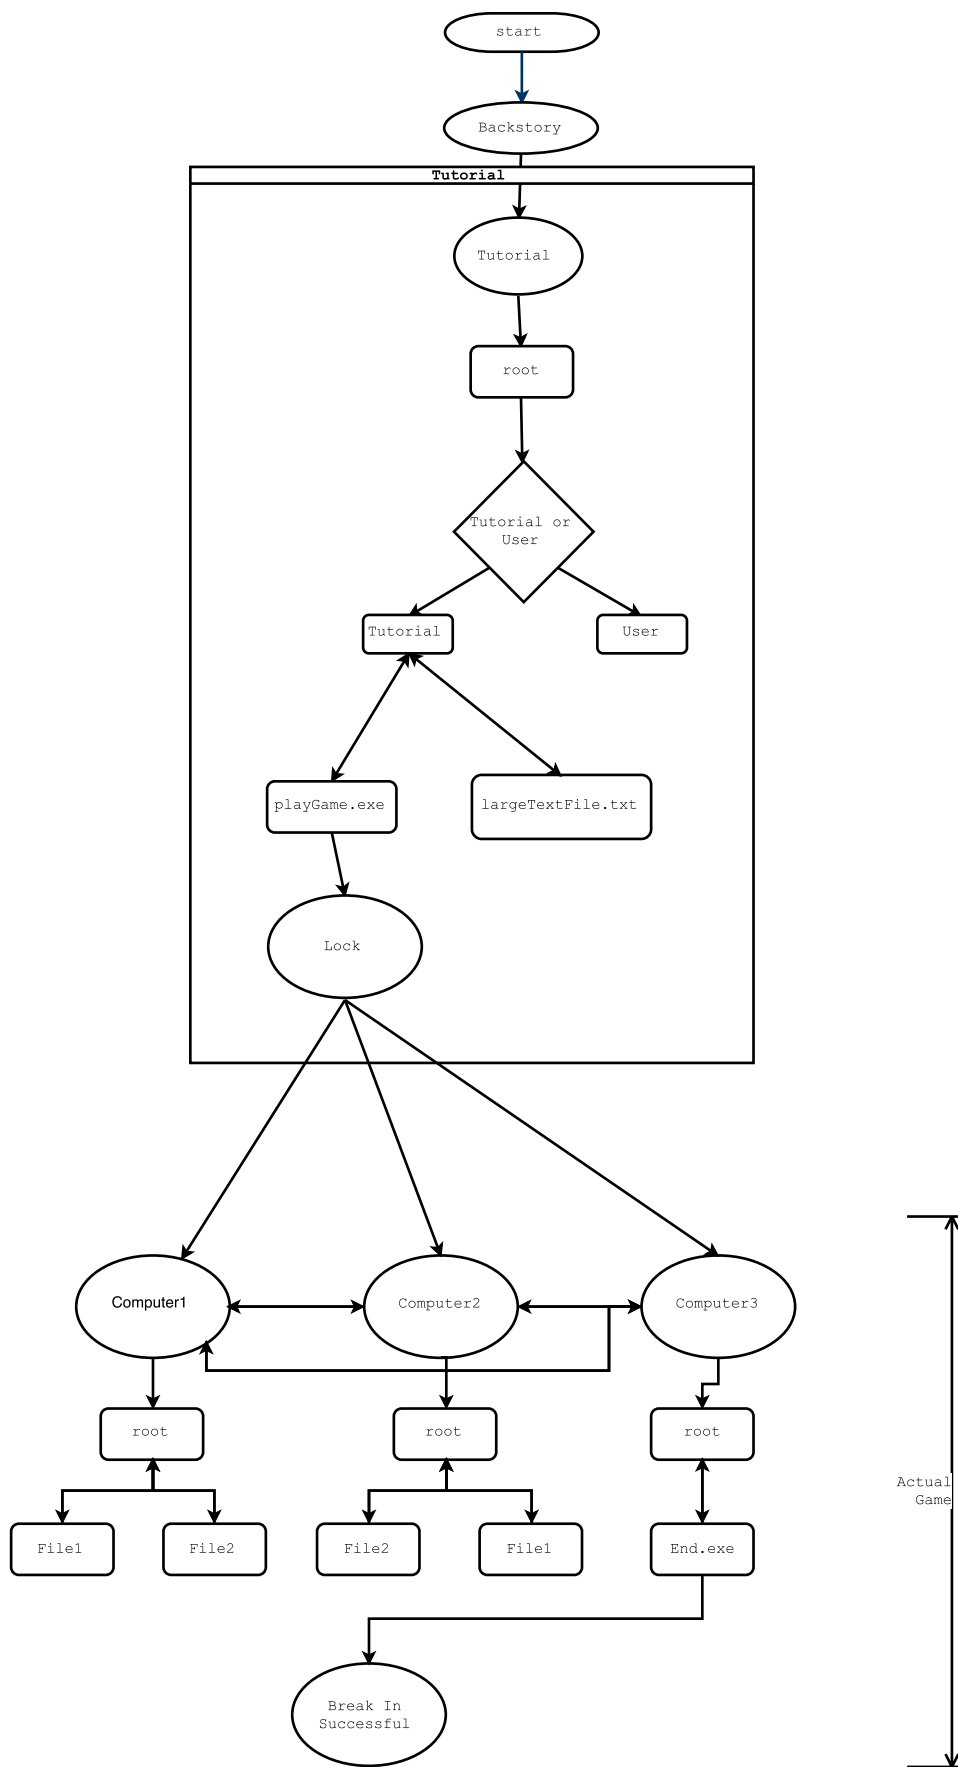 start
Backstory
Tutorial
Tutorial
root
Tutorial or
User
Tutorial
User
playGame.exe
largeTextFile.txt
Lock
Computer1
Computer2
Computer3
root
root
root
Actual
Game
File1
File2
File2
File1
End.exe
Break In
Successful